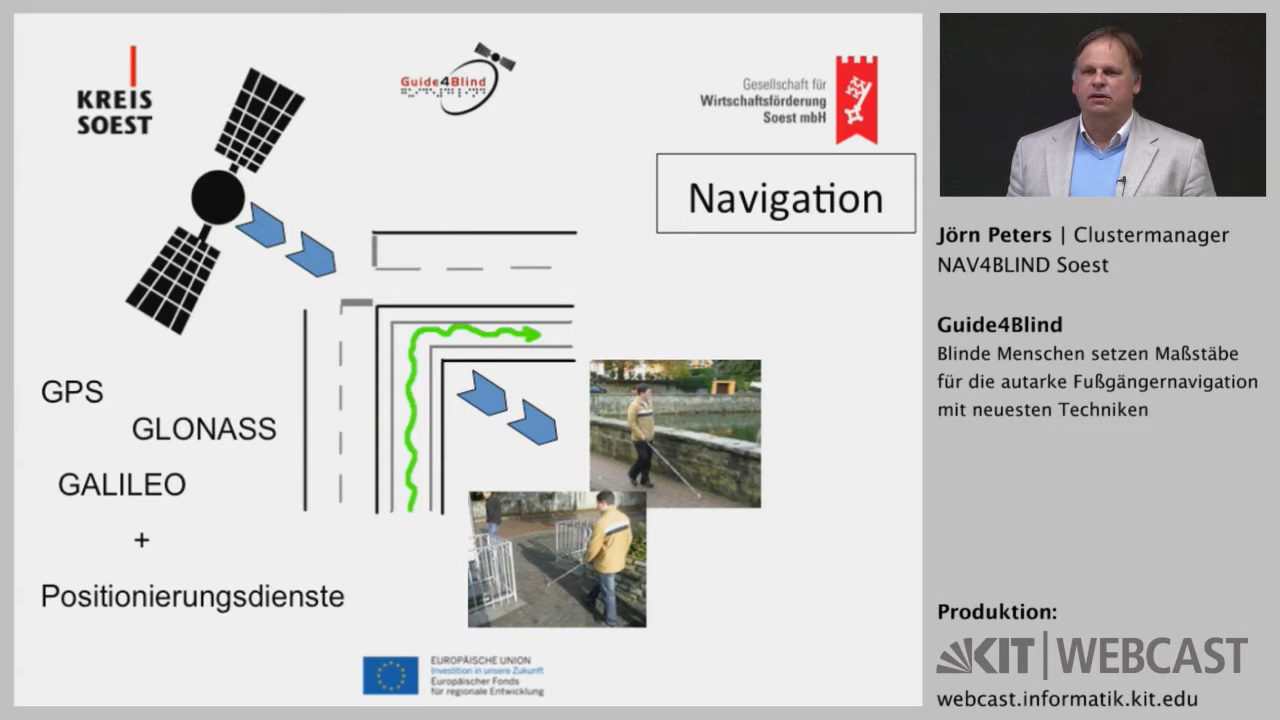 KREIS
SOEST
Guide4Blind
Gesellschaft für
Wirtschaftsförderung
Soest mbH
Navigation
GPS
GLONASS
GALILEO
+
Positionierungsdienste
EUROPÄISCHE UNION
Investition in unsere Zukunft
Europäischer Fonds
für regionale Entwicklung
Jörn Peters | Clustermanager
NAV4BLIND Soest
Guide4Blind
Blinde Menschen setzen Maßstäbe
für die autarke Fußgängernavigation
mit neuesten Techniken
Produktion:
KIT | WEBCAST
webcast.informatik.kit.edu